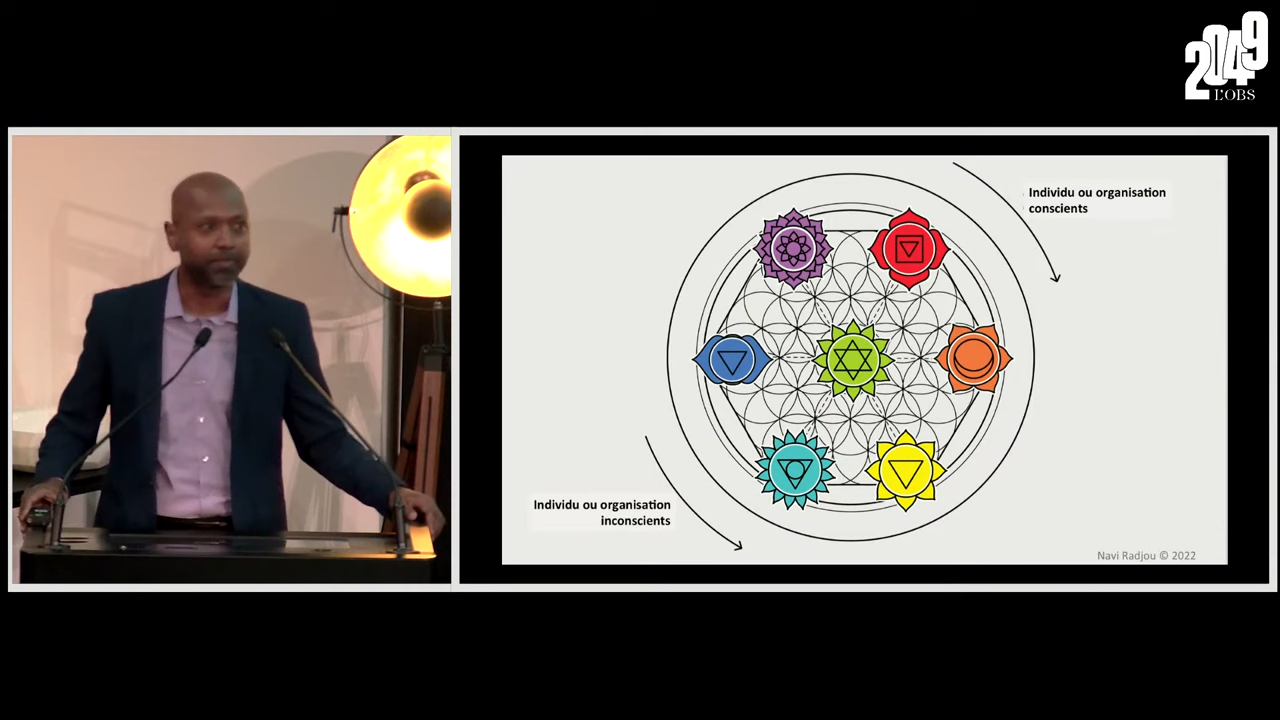 2049
L'OBS
Individu ou organisation
conscients
Individu ou organisation
inconscients
Navi Radjou © 2022